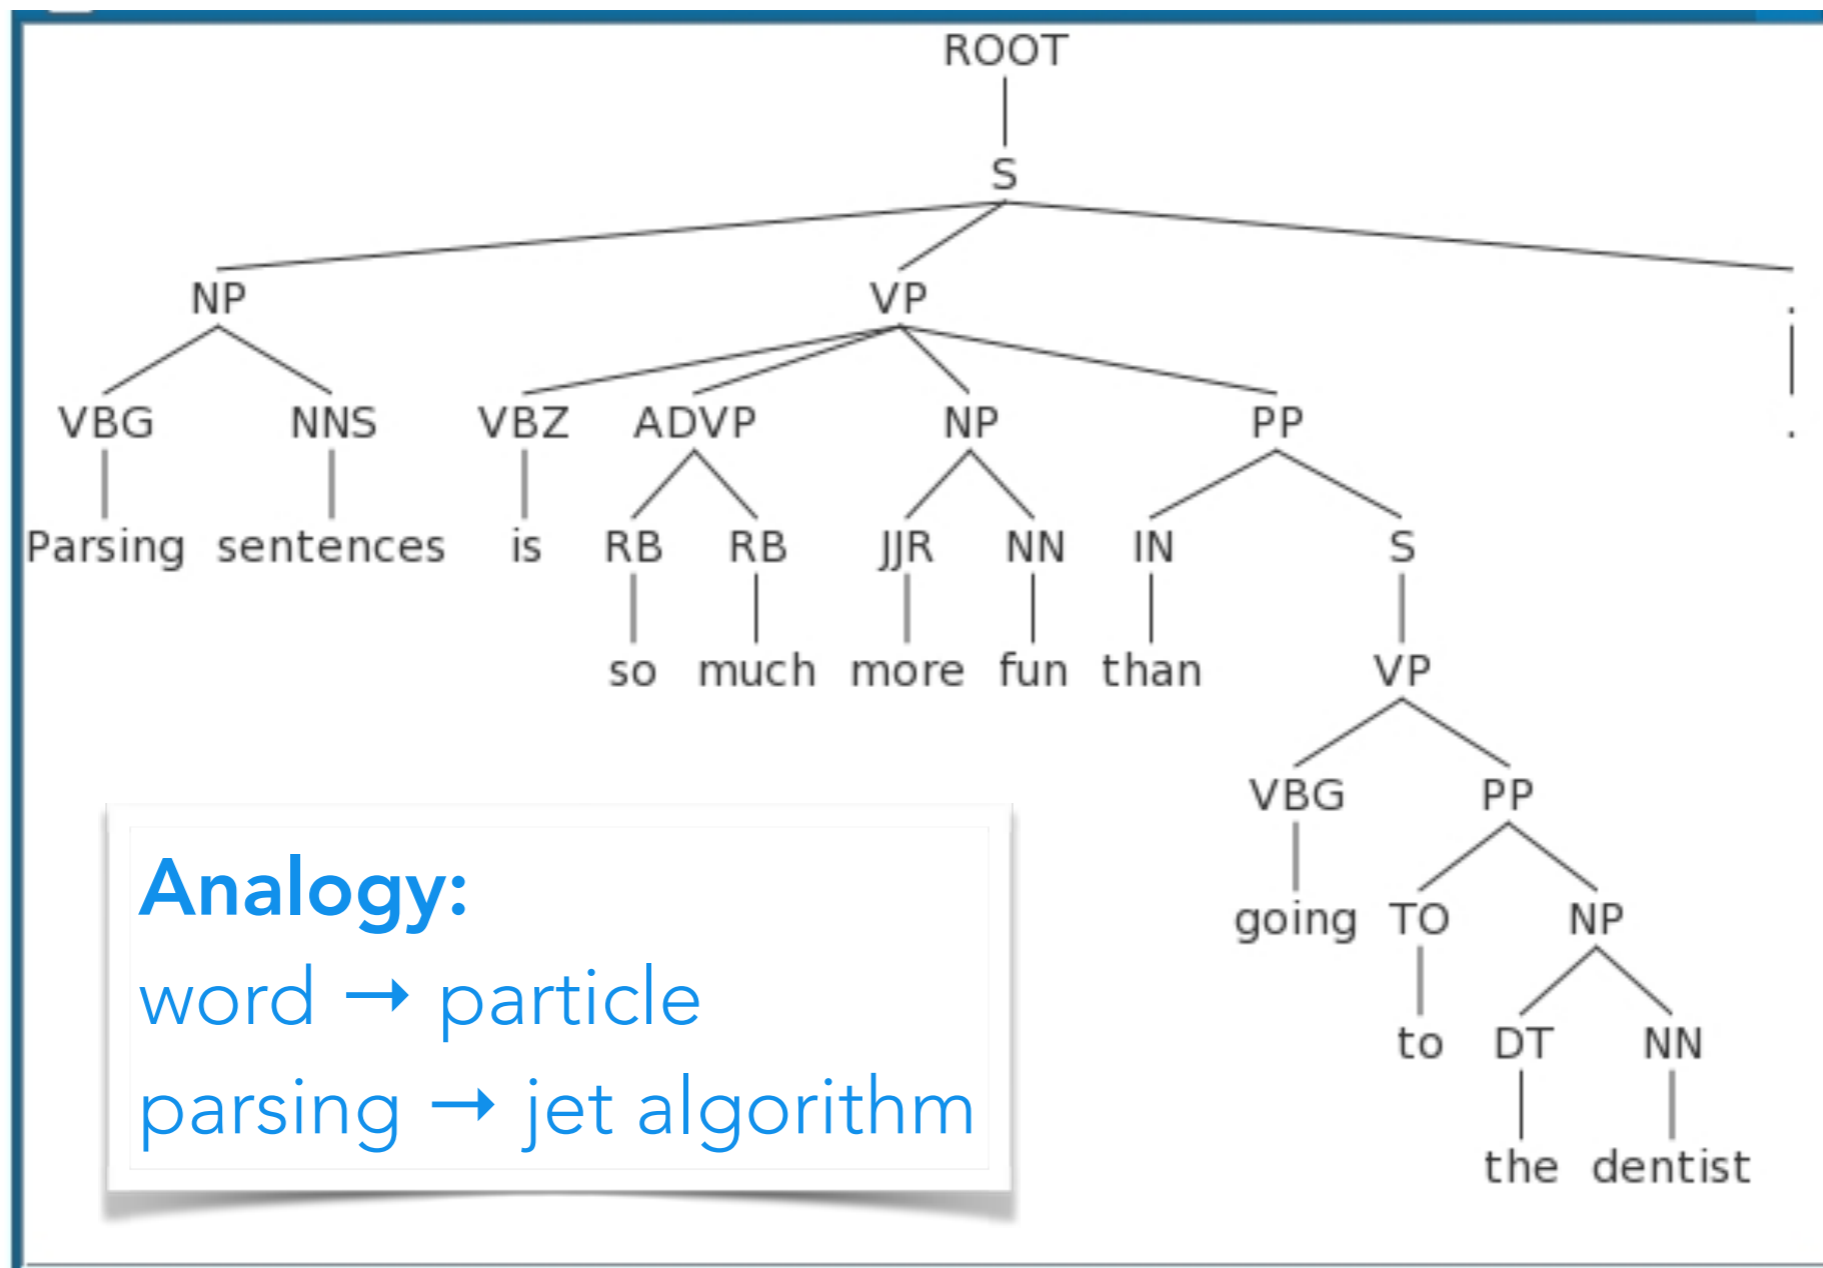 ROOT
S
NP VP .
VBG NNS VBZ ADVP NP PP .
Parsing sentences is RB RB JJR NN IN S
so much more fun than VP
VBG PP
going TO NP
to DT NN
the dentist
Analogy:
word → particle
parsing → jet algorithm